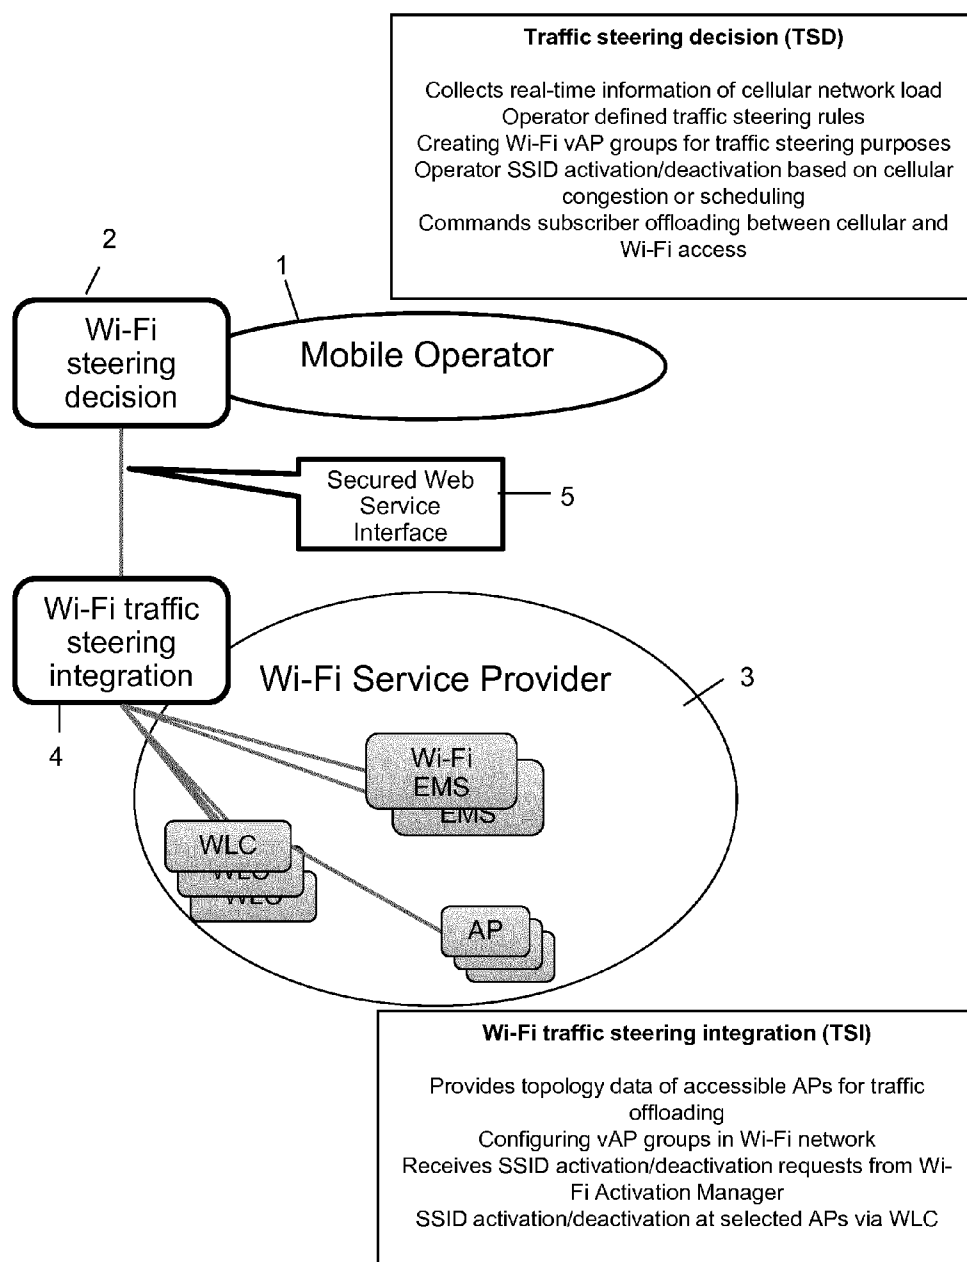 Traffic steering decision (TSD)
Collects real-time information of cellular network load
Operator defined traffic steering rules
Creating Wi-Fi vAP groups for traffic steering purposes
Operator SSID activation/deactivation based on cellular
congestion or scheduling
Commands subscriber offloading between cellular and
Wi-Fi access
2
1
Wi-Fi
steering
decision
Mobile Operator
Secured Web
Service
Interface
5
Wi-Fi traffic
steering
integration
Wi-Fi Service Provider
3
4
Wi-Fi
EMS
EMS
WLC
WLC
WLC
AP
Wi-Fi traffic steering integration (TSI)
Provides topology data of accessible APs for traffic
offloading
Configuring vAP groups in Wi-Fi network
Receives SSID activation/deactivation requests from Wi-
Fi Activation Manager
SSID activation/deactivation at selected APs via WLC